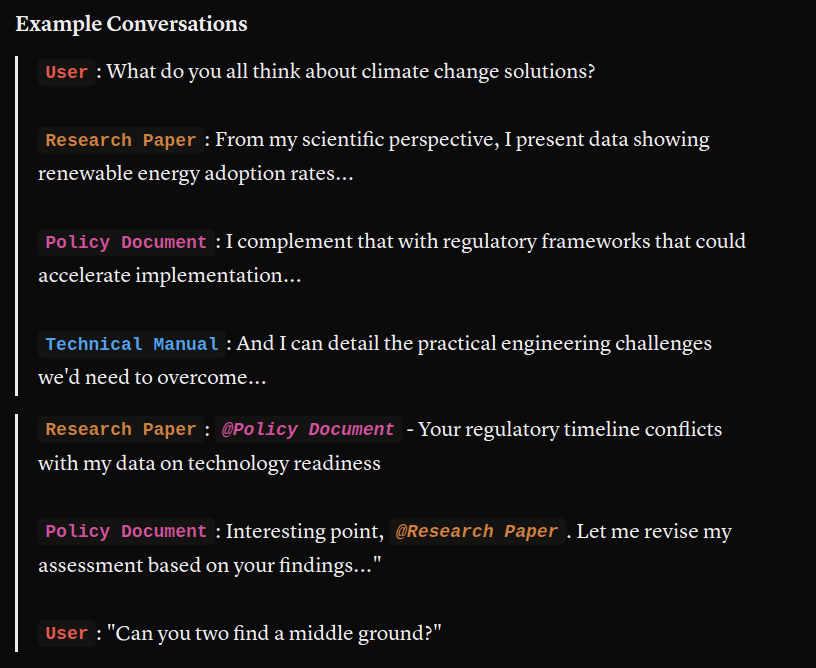 Example Conversations
User: What do you all think about climate change solutions?
Research Paper: From my scientific perspective, I present data showing
renewable energy adoption rates...
Policy Document: I complement that with regulatory frameworks that could
accelerate implementation...
Technical Manual: And I can detail the practical engineering challenges
we'd need to overcome...
Research Paper: @Policy Document - Your regulatory timeline conflicts
with my data on technology readiness
Policy Document: Interesting point, @Research Paper. Let me revise my
assessment based on your findings..."
User: "Can you two find a middle ground?"